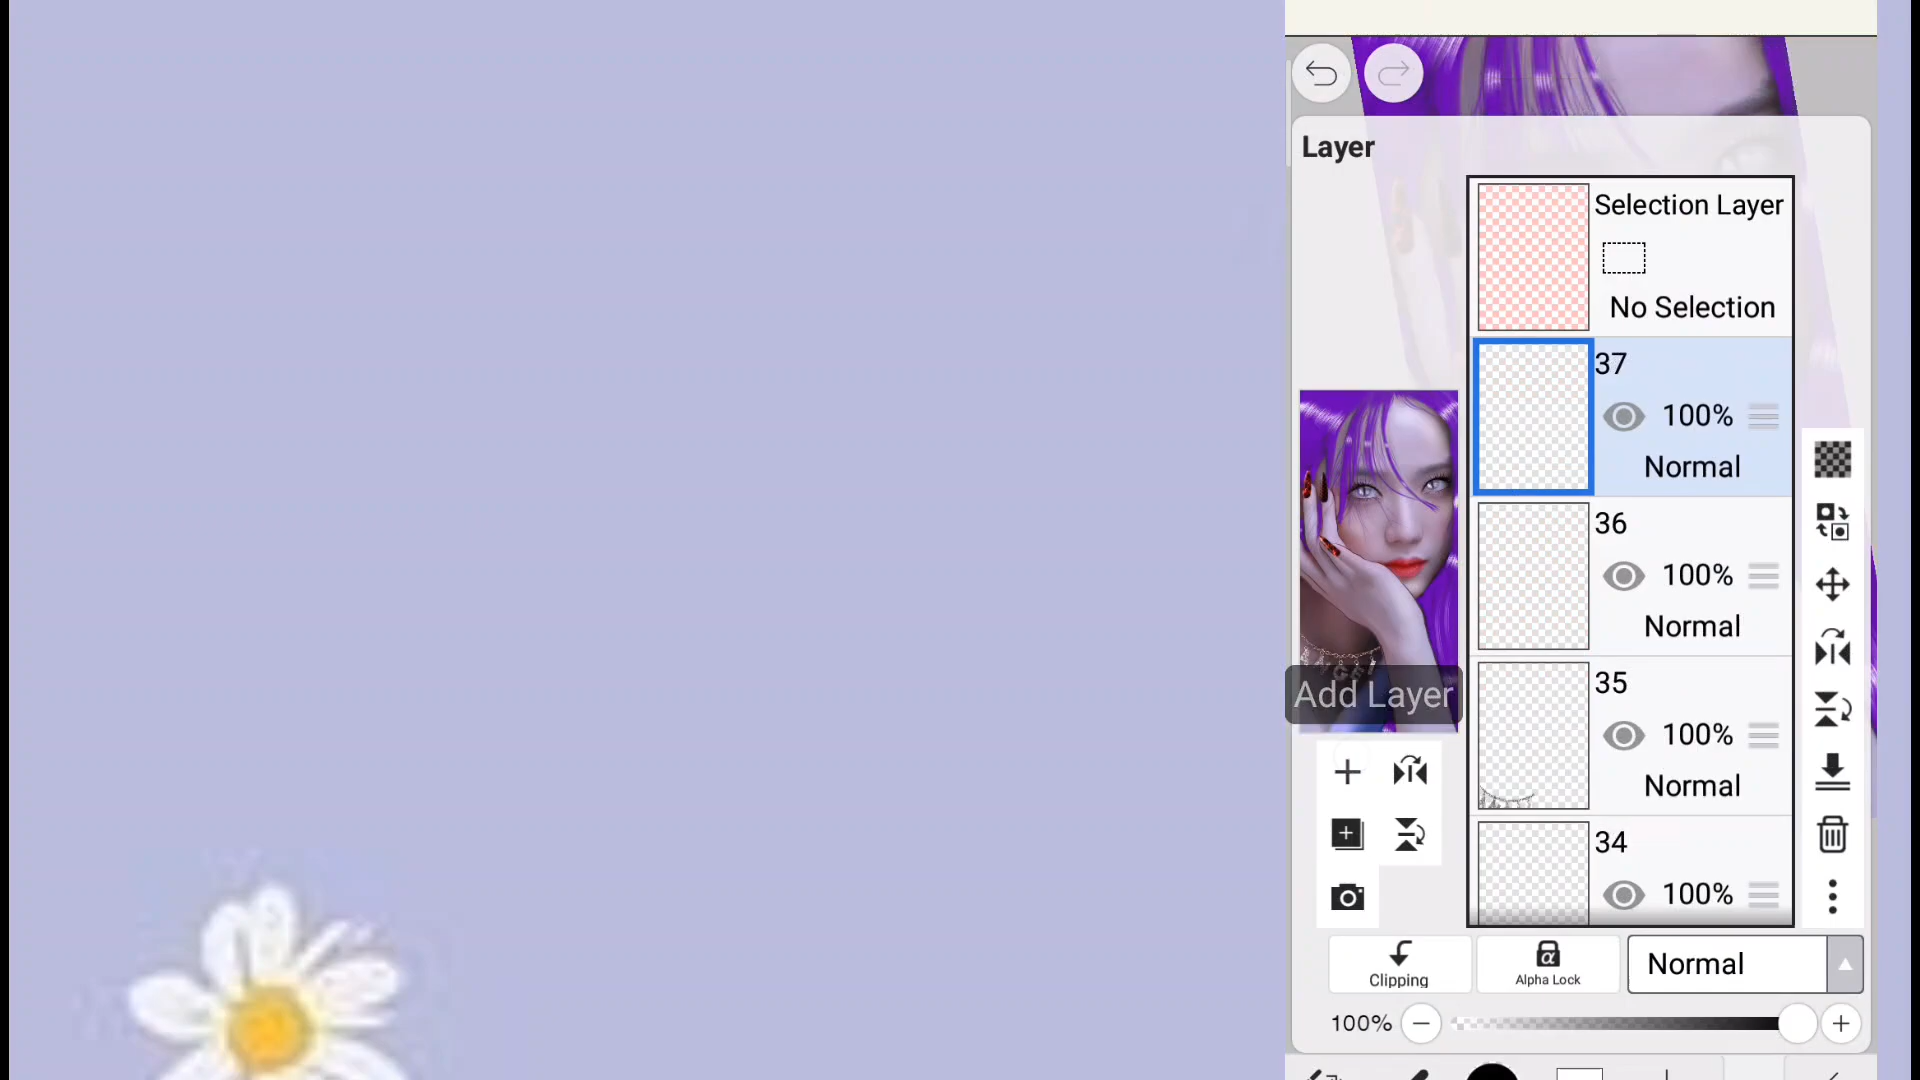 Layer
Selection Layer
No Selection
37
100%
Normal
36
100%
Normal
35
100%
Normal
34
100%
Add Layer
Clipping
α
Alpha Lock
Normal
100%